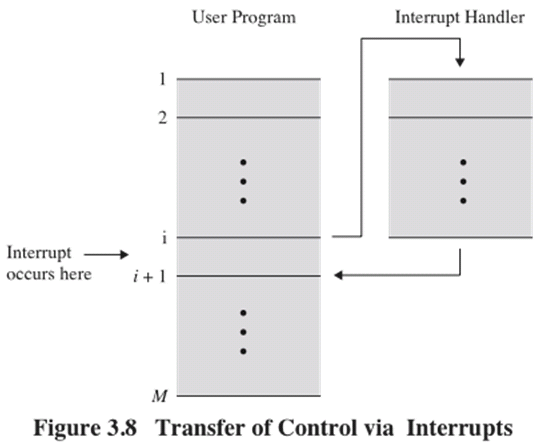 User Program
Interrupt Handler
1
2
i
Interrupt
occurs here
i + 1
M
Figure 3.8 Transfer of Control via Interrupts